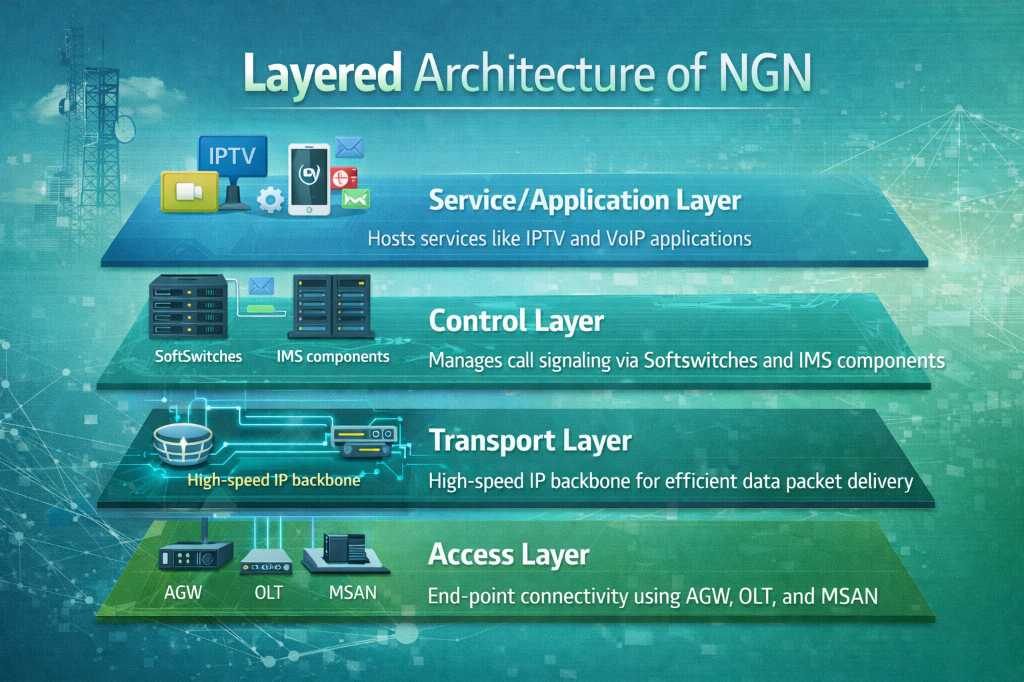 Layered Architecture of NGN
IPTV
Service/Application Layer
Hosts services like IPTV and VoIP applications
SoftSwitches
IMS components
Control Layer
Manages call signaling via Softswitches and IMS components
High-speed IP backbone
Transport Layer
High-speed IP backbone for efficient data packet delivery
AGW
OLT
MSAN
Access Layer
End-point connectivity using AGW, OLT, and MSAN